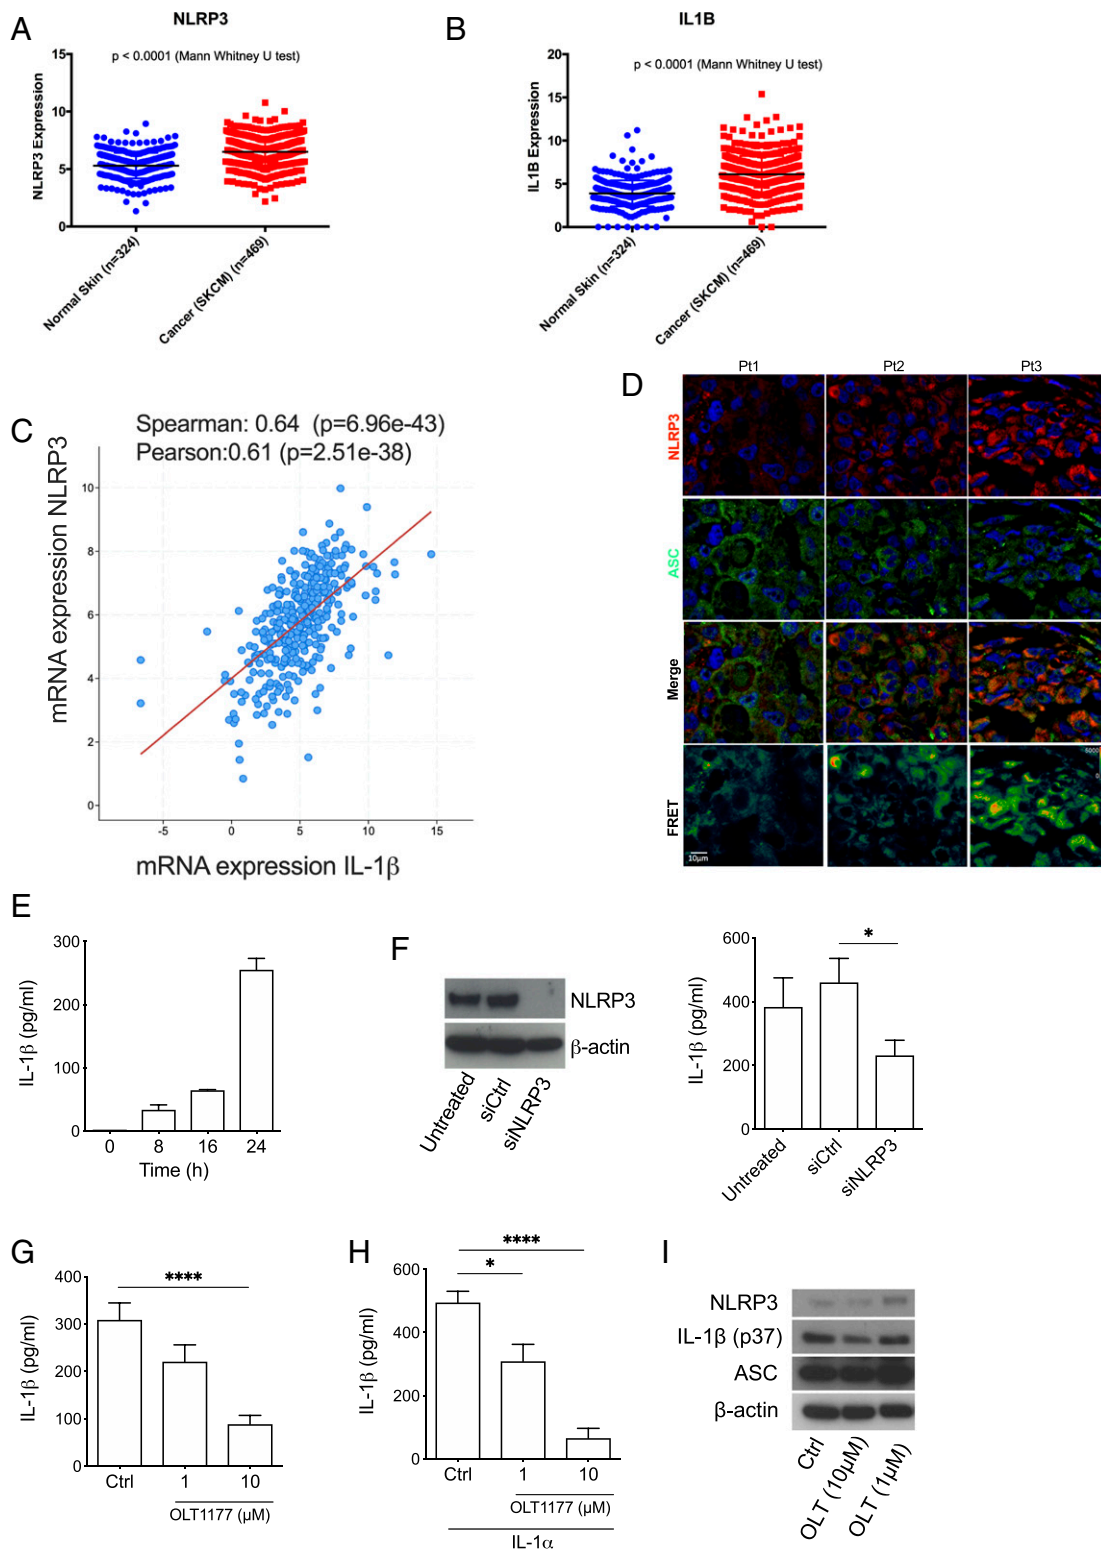 A
NLRP3
p < 0.0001 (Mann Whitney U test)
NLRP3 Expression
15
10
5
0
Normal Skin (n=324)
Cancer (SKCM) (n=469)
B
IL1B
p < 0.0001 (Mann Whitney U test)
IL1B Expression
20
15
10
5
0
Normal Skin (n=324)
Cancer (SKCM) (n=469)
C
Spearman: 0.64 (p=6.96e-43)
Pearson:0.61 (p=2.51e-38)
mRNA expression NLRP3
10
8
6
4
2
0
-5
0
5
10
15
mRNA expression IL-1β
D
Pt1
Pt2
Pt3
NLRP3
ASC
Merge
FRET
10μm
5000
0
E
IL-1β (pg/ml)
300
200
100
0
0
8
16
24
Time (h)
F
NLRP3
β-actin
Untreated
siCtrl
siNLRP3
IL-1β (pg/ml)
600
400
200
0
*
Untreated
siCtrl
siNLRP3
G
IL-1β (pg/ml)
400
300
200
100
0
****
Ctrl
1
10
OLT1177 (μM)
H
IL-1β (pg/ml)
600
400
200
0
****
*
Ctrl
1
10
OLT1177 (μM)
IL-1α
I
NLRP3
IL-1β (p37)
ASC
β-actin
Ctrl
OLT (10μM)
OLT (1μM)